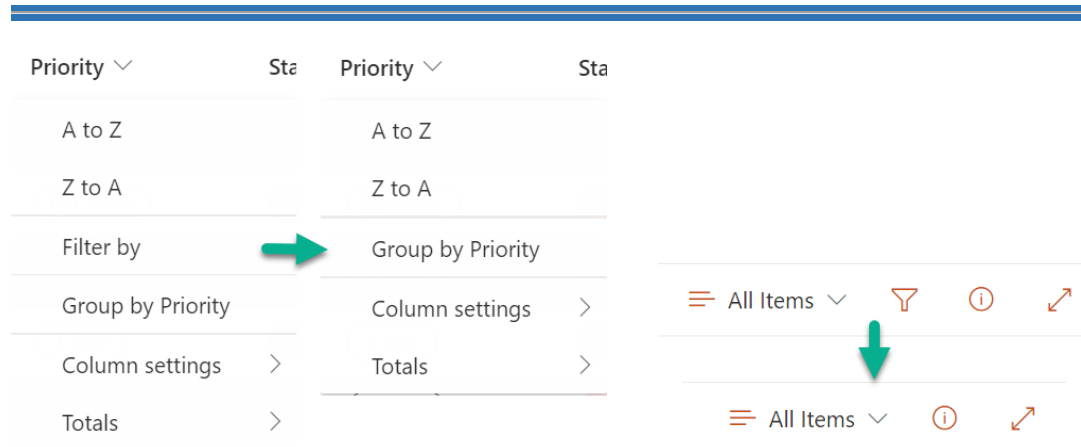 Priority
Sta
A to Z
Z to A
Filter by
Group by Priority
Column settings
Totals
Priority
Sta
A to Z
Z to A
Group by Priority
Column settings
Totals
All Items
All Items